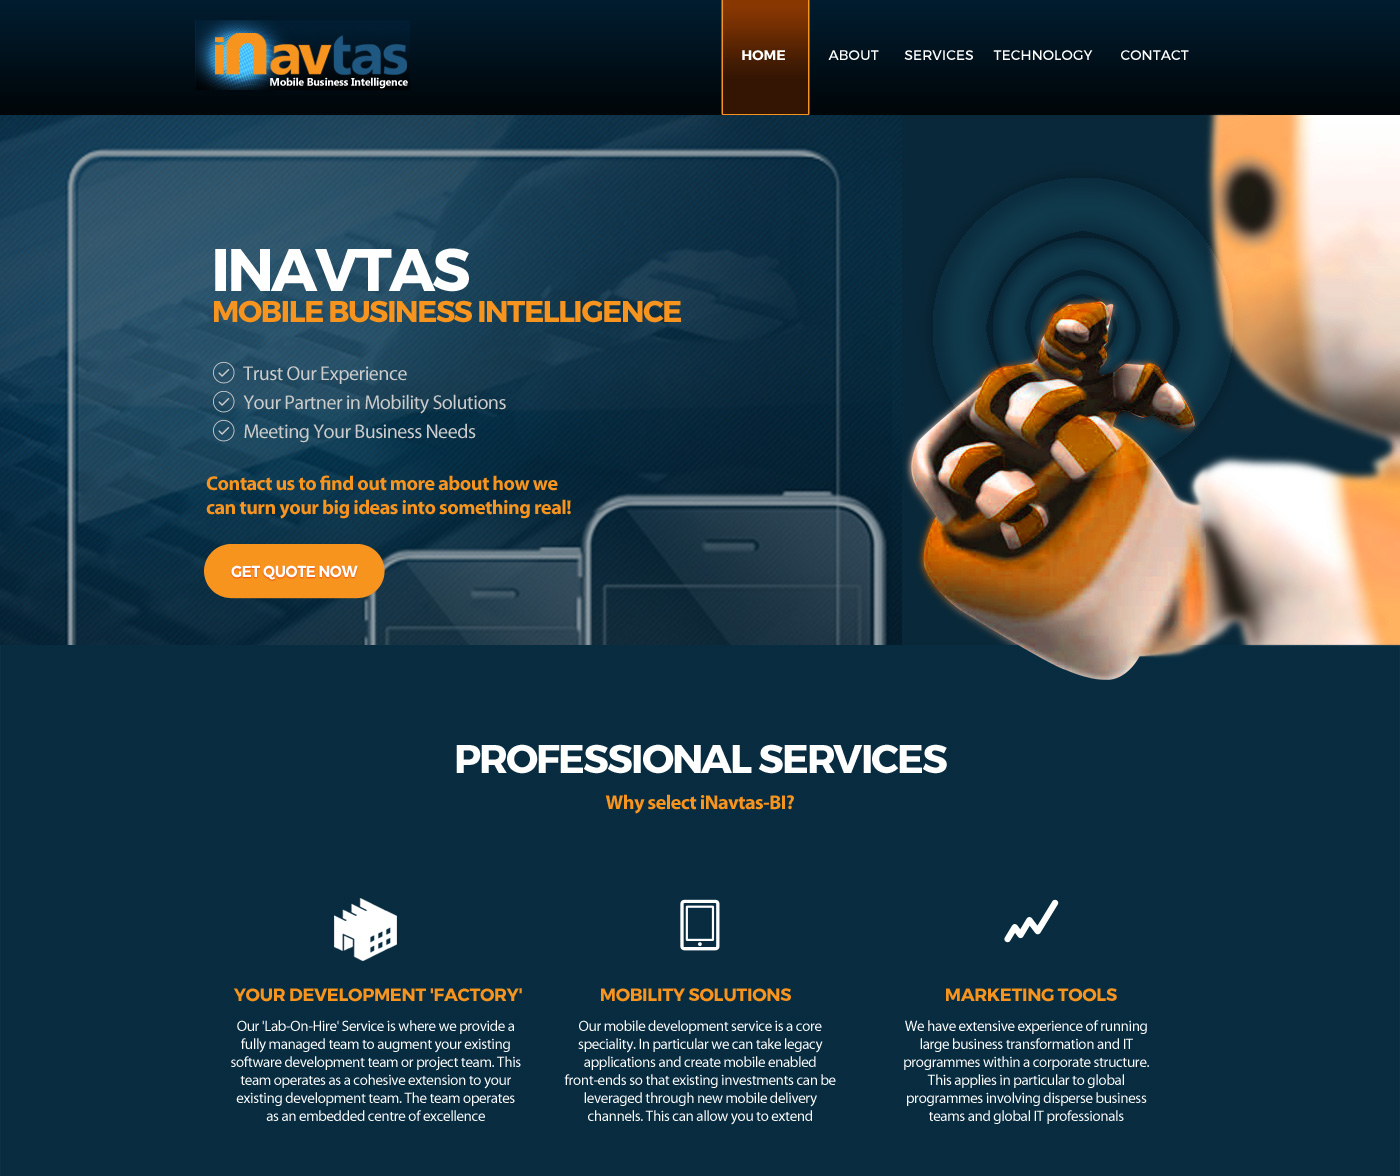 iNavtas
Mobile Business Intelligence
HOME ABOUT SERVICES TECHNOLOGY CONTACT
INAVTAS
MOBILE BUSINESS INTELLIGENCE
Trust Our Experience
Your Partner in Mobility Solutions
Meeting Your Business Needs
Contact us to find out more about how we
can turn your big ideas into something real!
GET QUOTE NOW
PROFESSIONAL SERVICES
Why select iNavtas-BI?
YOUR DEVELOPMENT 'FACTORY'
Our 'Lab-On-Hire' Service is where we provide a
fully managed team to augment your existing
software development team or project team. This
team operates as a cohesive extension to your
existing development team. The team operates
as an embedded centre of excellence
MOBILITY SOLUTIONS
Our mobile development service is a core
speciality. In particular we can take legacy
applications and create mobile enabled
front-ends so that existing investments can be
leveraged through new mobile delivery
channels. This can allow you to extend
MARKETING TOOLS
We have extensive experience of running
large business transformation and IT
programmes within a corporate structure.
This applies in particular to global
programmes involving disperse business
teams and global IT professionals